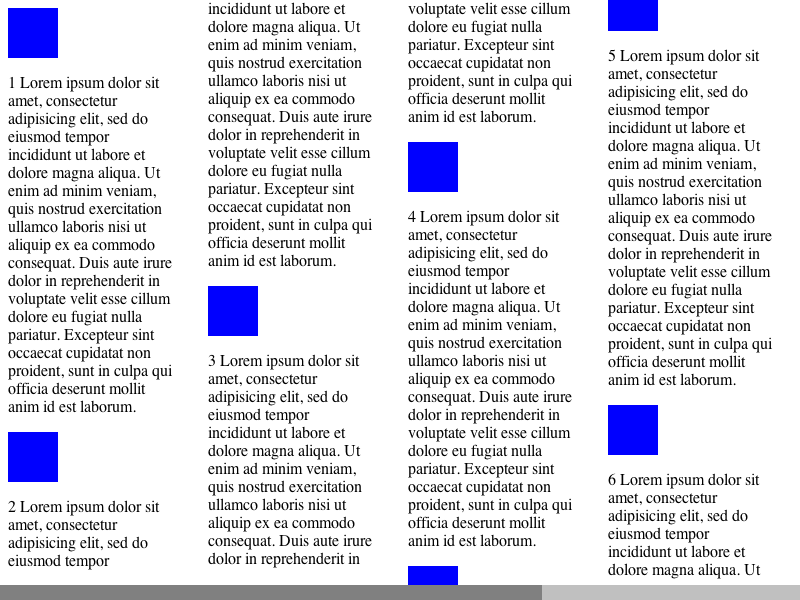 1 Lorem ipsum dolor sit
amet, consectetur
adipisicing elit, sed do
eiusmod tempor
incididunt ut labore et
dolore magna aliqua. Ut
enim ad minim veniam,
quis nostrud exercitation
ullamco laboris nisi ut
aliquip ex ea commodo
consequat. Duis aute irure
dolor in reprehenderit in
voluptate velit esse cillum
dolore eu fugiat nulla
pariatur. Excepteur sint
occaecat cupidatat non
proident, sunt in culpa qui
officia deserunt mollit
anim id est laborum.
2 Lorem ipsum dolor sit
amet, consectetur
adipisicing elit, sed do
eiusmod tempor
incididunt ut labore et
dolore magna aliqua. Ut
enim ad minim veniam,
quis nostrud exercitation
ullamco laboris nisi ut
aliquip ex ea commodo
consequat. Duis aute irure
dolor in reprehenderit in
voluptate velit esse cillum
dolore eu fugiat nulla
pariatur. Excepteur sint
occaecat cupidatat non
proident, sunt in culpa qui
officia deserunt mollit
anim id est laborum.
3 Lorem ipsum dolor sit
amet, consectetur
adipisicing elit, sed do
eiusmod tempor
incididunt ut labore et
dolore magna aliqua. Ut
enim ad minim veniam,
quis nostrud exercitation
ullamco laboris nisi ut
aliquip ex ea commodo
consequat. Duis aute irure
dolor in reprehenderit in
voluptate velit esse cillum
dolore eu fugiat nulla
pariatur. Excepteur sint
occaecat cupidatat non
proident, sunt in culpa qui
officia deserunt mollit
anim id est laborum.
4 Lorem ipsum dolor sit
amet, consectetur
adipisicing elit, sed do
eiusmod tempor
incididunt ut labore et
dolore magna aliqua. Ut
enim ad minim veniam,
quis nostrud exercitation
ullamco laboris nisi ut
aliquip ex ea commodo
consequat. Duis aute irure
dolor in reprehenderit in
voluptate velit esse cillum
dolore eu fugiat nulla
pariatur. Excepteur sint
occaecat cupidatat non
proident, sunt in culpa qui
officia deserunt mollit
anim id est laborum.
5 Lorem ipsum dolor sit
amet, consectetur
adipisicing elit, sed do
eiusmod tempor
incididunt ut labore et
dolore magna aliqua. Ut
enim ad minim veniam,
quis nostrud exercitation
ullamco laboris nisi ut
aliquip ex ea commodo
consequat. Duis aute irure
dolor in reprehenderit in
voluptate velit esse cillum
dolore eu fugiat nulla
pariatur. Excepteur sint
occaecat cupidatat non
proident, sunt in culpa qui
officia deserunt mollit
anim id est laborum.
6 Lorem ipsum dolor sit
amet, consectetur
adipisicing elit, sed do
eiusmod tempor
incididunt ut labore et
dolore magna aliqua. Ut